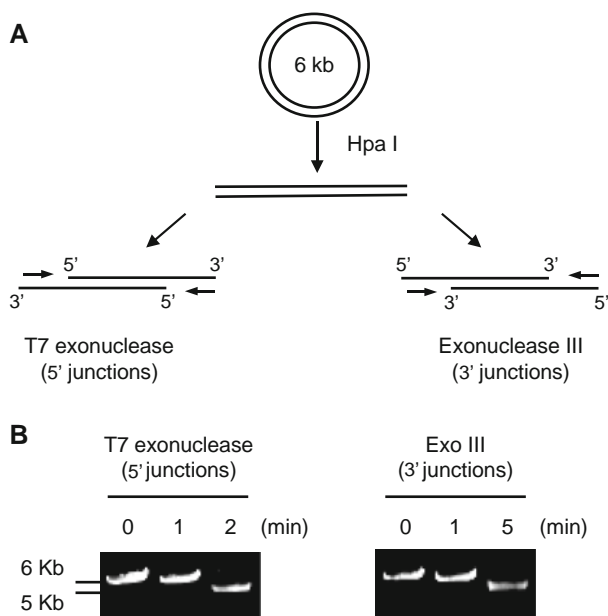 A
6 kb
Hpa I
5’ 3’
3’ 5’
T7 exonuclease
(5’ junctions)
5’ 3’
3’ 5’
Exonuclease III
(3’ junctions)
B
T7 exonuclease
(5’ junctions)
0 1 2 (min)
6 Kb
5 Kb
Exo III
(3’ junctions)
0 1 5 (min)